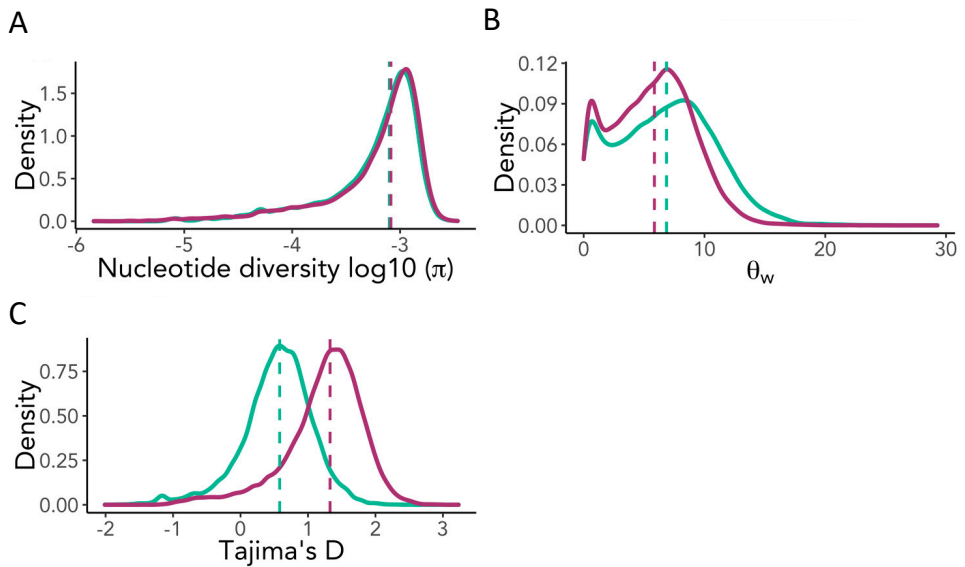 A
Density
1.5
1.0
0.5
0.0
-6 -5 -4 -3
Nucleotide diversity log10 (π)
B
Density
0.12
0.09
0.06
0.03
0.00
0 10 20 30
θw
C
Density
0.75
0.50
0.25
0.00
-2 -1 0 1 2 3
Tajima's D